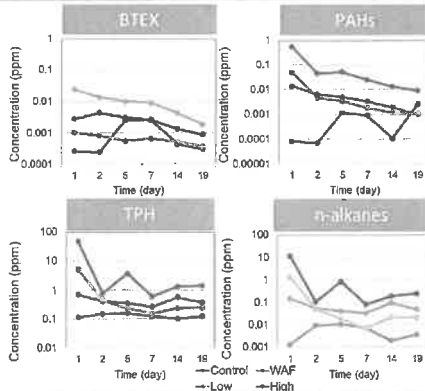 BTEX
PAHs
Concentration (ppm)
1
0.1
0.01
0.001
0.0001
1 2 5 7 14 19
Time (day)
Concentration (ppm)
1
0.1
0.01
0.001
0.0001
0.00001
1 2 5 7 14 19
Time (day)
TPH
n-alkanes
Concentration (ppm)
100
10
1
0.1
0.01
1 2 5 7 14 19
Time (day)
Concentration (ppm)
100
10
1
0.1
0.01
0.001
1 2 5 7 14 19
Time (day)
Control WAF
Low High